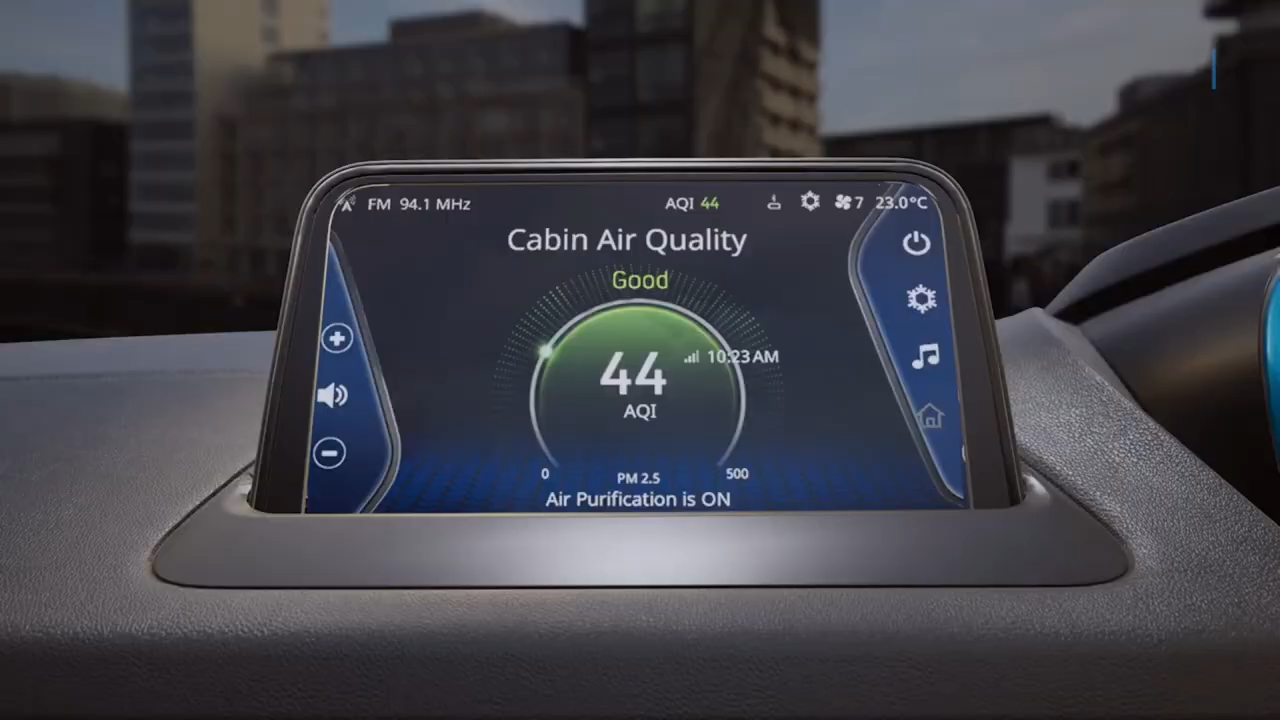 FM 94.1 MHz AQI 44 7 23.0°C
Cabin Air Quality
Good
44
10:23 AM
AQI
0 500
PM 2.5
Air Purification is ON